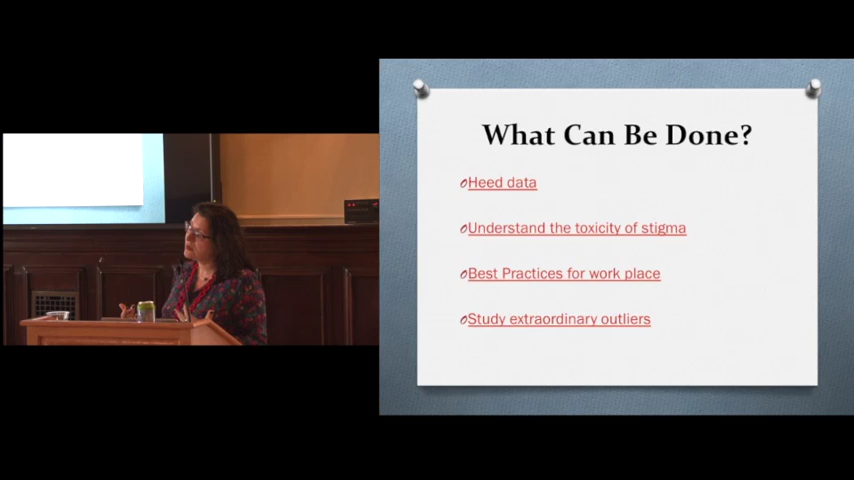 What Can Be Done?
Heed data
Understand the toxicity of stigma
Best Practices for work place
Study extraordinary outliers